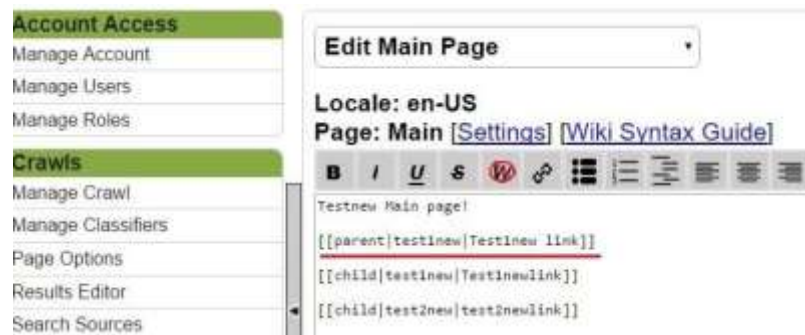 Account Access
Manage Account
Manage Users
Manage Roles
Crawls
Manage Crawl
Manage Classifiers
Page Options
Results Editor
Search Sources
Edit Main Page
Locale: en-US
Page: Main [Settings] [Wiki Syntax Guide]
B I U S W
Testnew Main page!
[[parent|test1new|Test1new link]]
[[child|test1new|Test1newlink]]
[[child|test2new|test2newlink]]